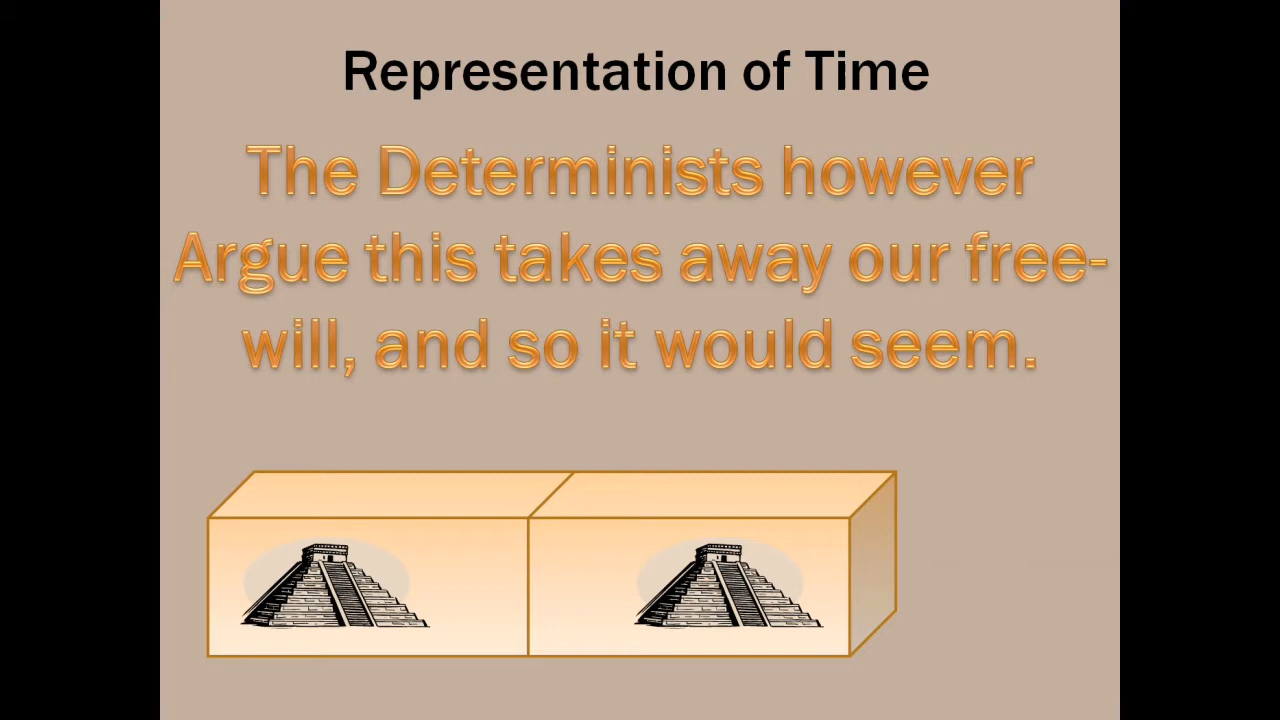 Representation of Time
The Determinists however
Argue this takes away our free-
will, and so it would seem.